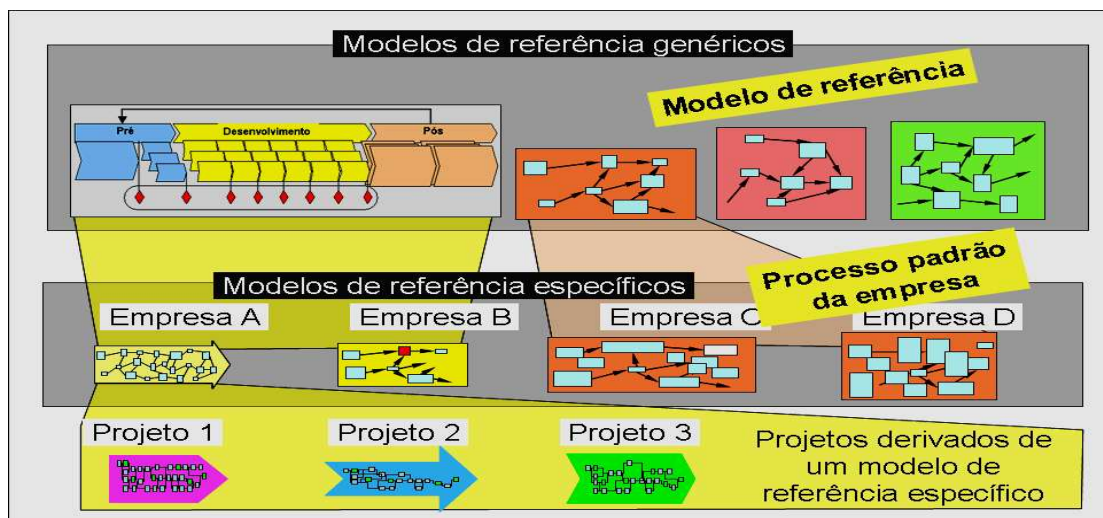 Modelos de referência genéricos
Modelo de referência
Pré
Desenvolvimento
Pós
Processo padrão
da empresa
Modelos de referência específicos
Empresa A
Empresa B
Empresa C
Empresa D
Projeto 1
Projeto 2
Projeto 3
Projetos derivados de
um modelo de
referência específico